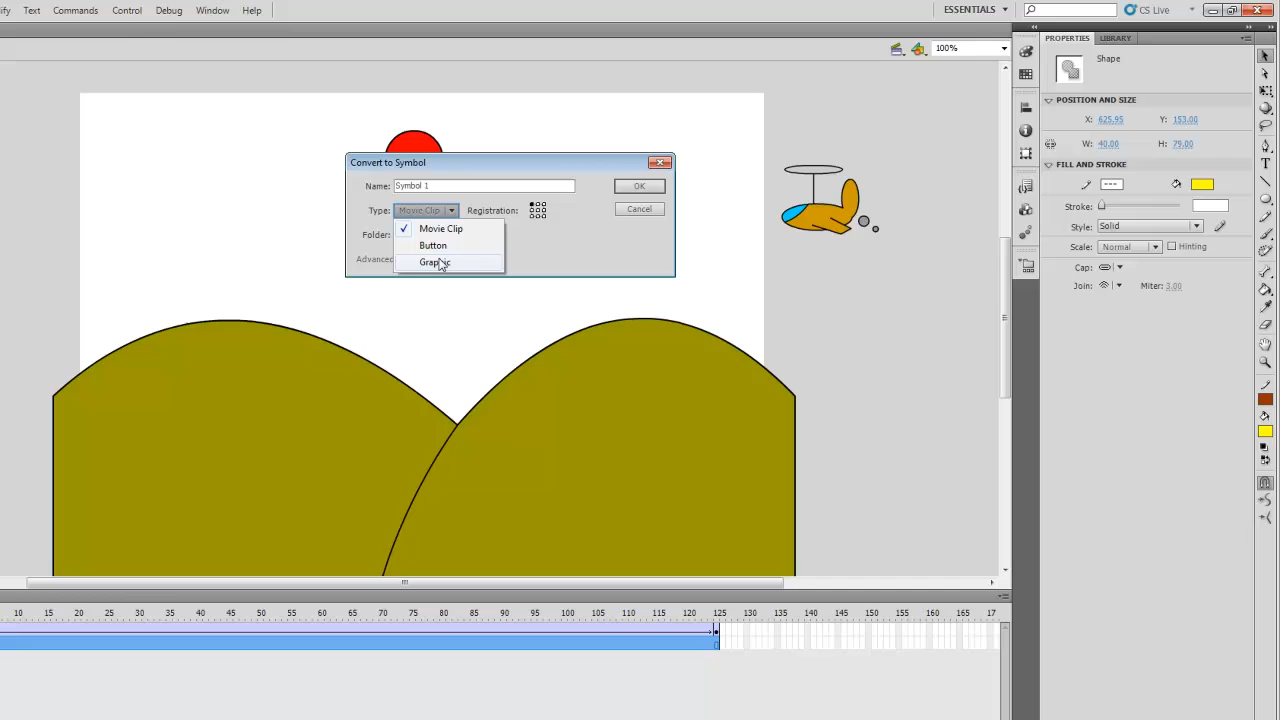 ify Text Commands Control Debug Window Help
ESSENTIALS
CS Live
100%
PROPERTIES LIBRARY
Shape
POSITION AND SIZE
X: 625.95 Y: 153.00
W: 40.00 H: 79.00
FILL AND STROKE
Stroke:
Style: Solid
Scale: Normal Hinting
Cap:
Join: Miter: 3.00
Convert to Symbol
Name: Symbol 1 OK
Type: Movie Clip Registration: Cancel
Folder:
Advanced
Movie Clip
Button
Graphic
10 15 20 25 30 35 40 45 50 55 60 65 70 75 80 85 90 95 100 105 110 115 120 125 130 135 140 145 150 155 160 165 17